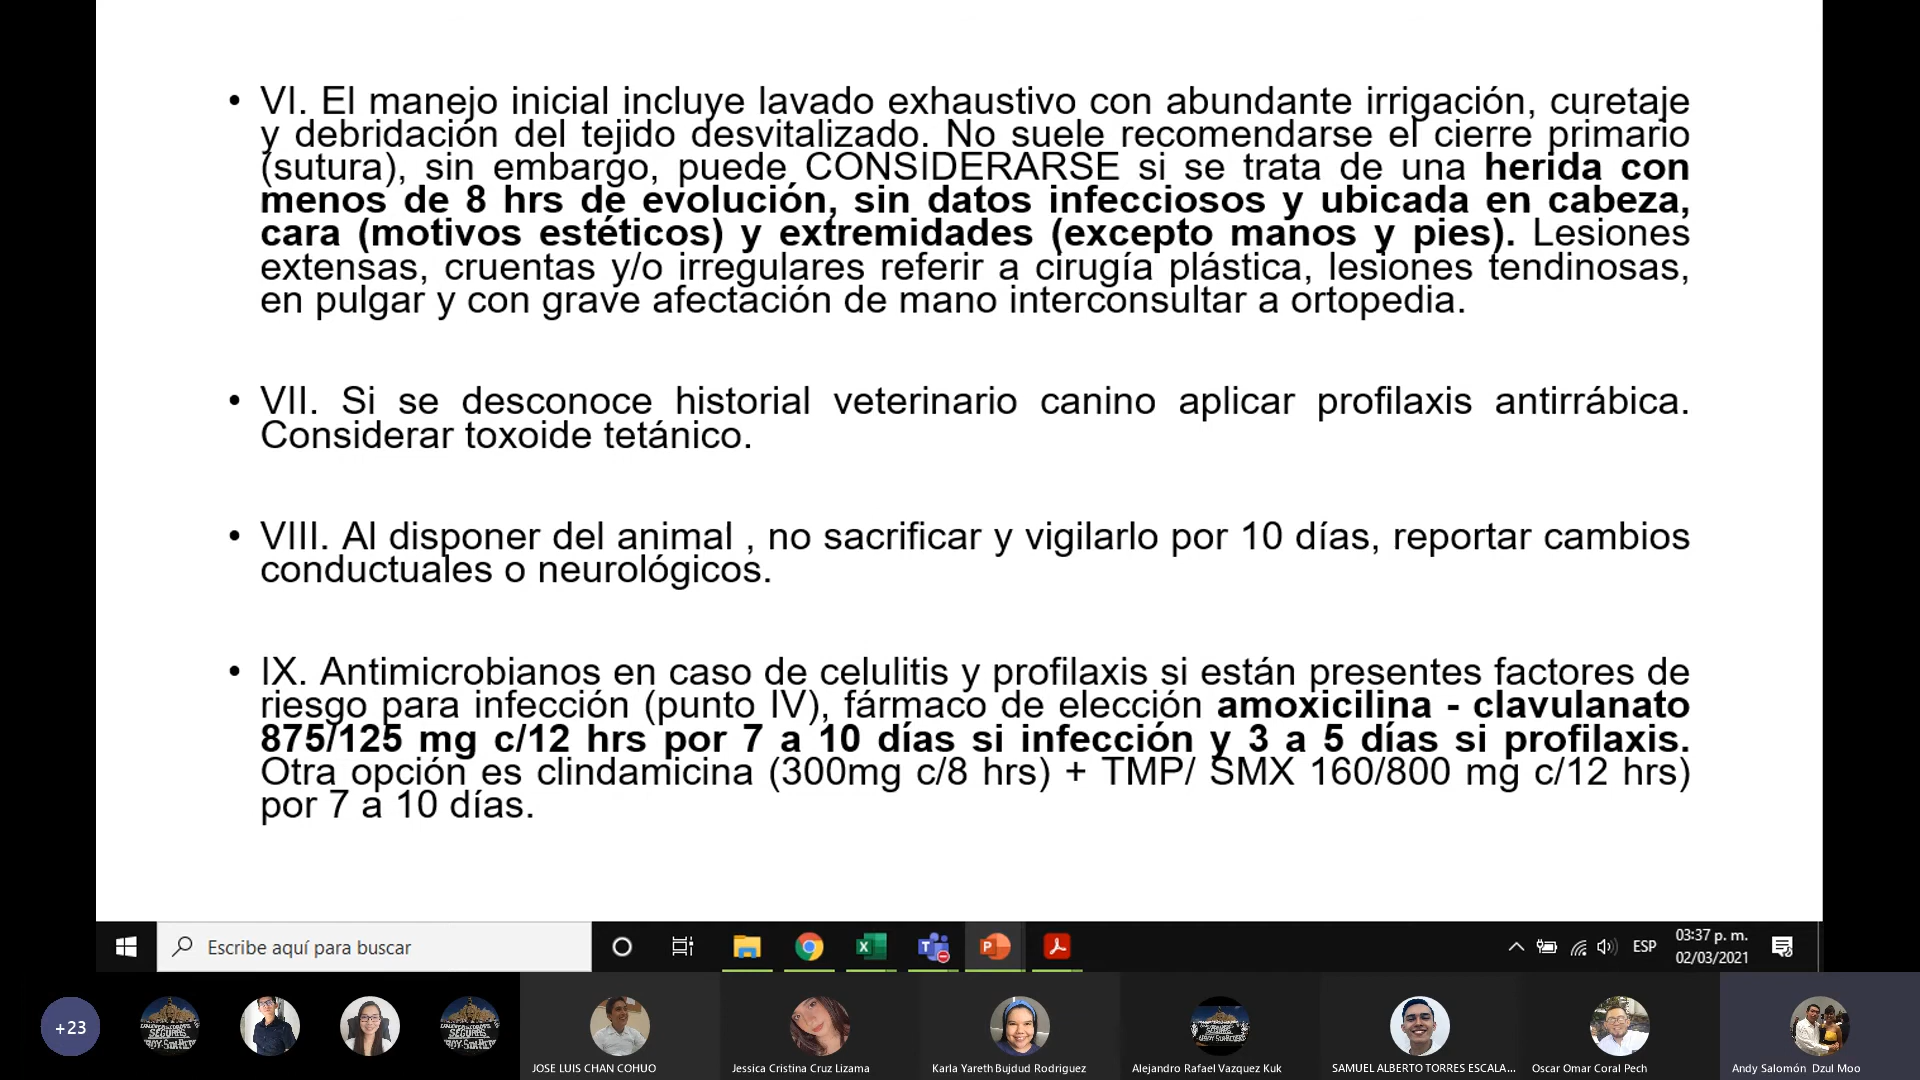 • VI. El manejo inicial incluye lavado exhaustivo con abundante irrigación, curetaje
y debridación del tejido desvitalizado. No suele recomendarse el cierre primario
(sutura), sin embargo, puede CONSIDERARSE si se trata de una herida con
menos de 8 hrs de evolución, sin datos infecciosos y ubicada en cabeza,
cara (motivos estéticos) y extremidades (excepto manos y pies). Lesiones
extensas, cruentas y/o irregulares referir a cirugía plástica, lesiones tendinosas,
en pulgar y con grave afectación de mano interconsultar a ortopedia.
• VII. Si se desconoce historial veterinario canino aplicar profilaxis antirrábica.
Considerar toxoide tetánico.
• VIII. Al disponer del animal , no sacrificar y vigilarlo por 10 días, reportar cambios
conductuales o neurológicos.
• IX. Antimicrobianos en caso de celulitis y profilaxis si están presentes factores de
riesgo para infección (punto IV), fármaco de elección amoxicilina - clavulanato
875/125 mg c/12 hrs por 7 a 10 días si infección y 3 a 5 días si profilaxis.
Otra opción es clindamicina (300mg c/8 hrs) + TMP/ SMX 160/800 mg c/12 hrs)
por 7 a 10 días.
Escribe aquí para buscar
ESP
03:37 p. m.
02/03/2021
+23
JOSE LUIS CHAN COHUO
Jessica Cristina Cruz Lizama
Karla Yareth Bujdud Rodriguez
Alejandro Rafael Vazquez Kuk
SAMUEL ALBERTO TORRES ESCALA...
Oscar Omar Coral Pech
Andy Salomón Dzul Moo